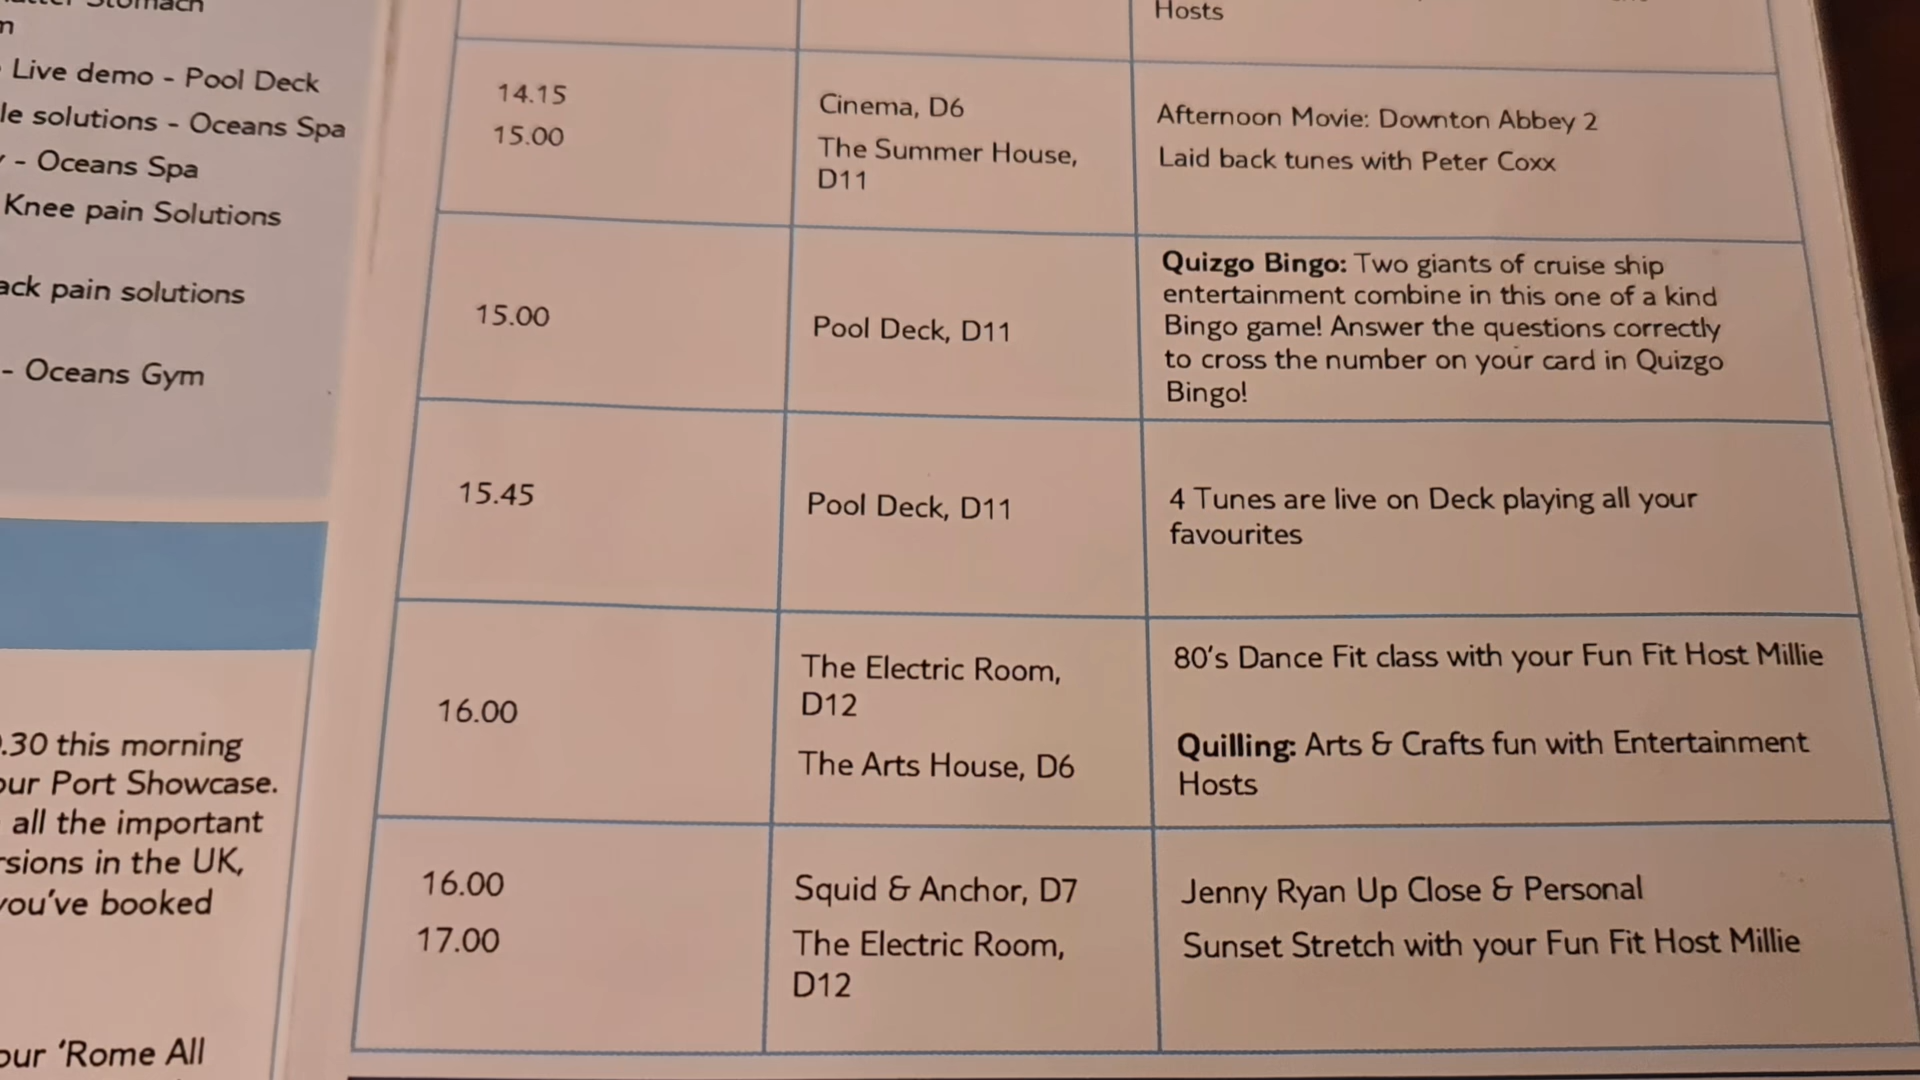 Stomach
Live demo - Pool Deck
le solutions - Oceans Spa
- Oceans Spa
Knee pain Solutions
ack pain solutions
- Oceans Gym
.30 this morning
our Port Showcase.
all the important
rsions in the UK,
you've booked
our 'Rome All
Hosts
14.15
Cinema, D6
Afternoon Movie: Downton Abbey 2
15.00
The Summer House,
D11
Laid back tunes with Peter Coxx
15.00
Pool Deck, D11
Quizgo Bingo: Two giants of cruise ship
entertainment combine in this one of a kind
Bingo game! Answer the questions correctly
to cross the number on your card in Quizgo
Bingo!
15.45
Pool Deck, D11
4 Tunes are live on Deck playing all your
favourites
16.00
The Electric Room,
D12
80's Dance Fit class with your Fun Fit Host Millie
The Arts House, D6
Quilling: Arts & Crafts fun with Entertainment
Hosts
16.00
Squid & Anchor, D7
Jenny Ryan Up Close & Personal
17.00
The Electric Room,
D12
Sunset Stretch with your Fun Fit Host Millie